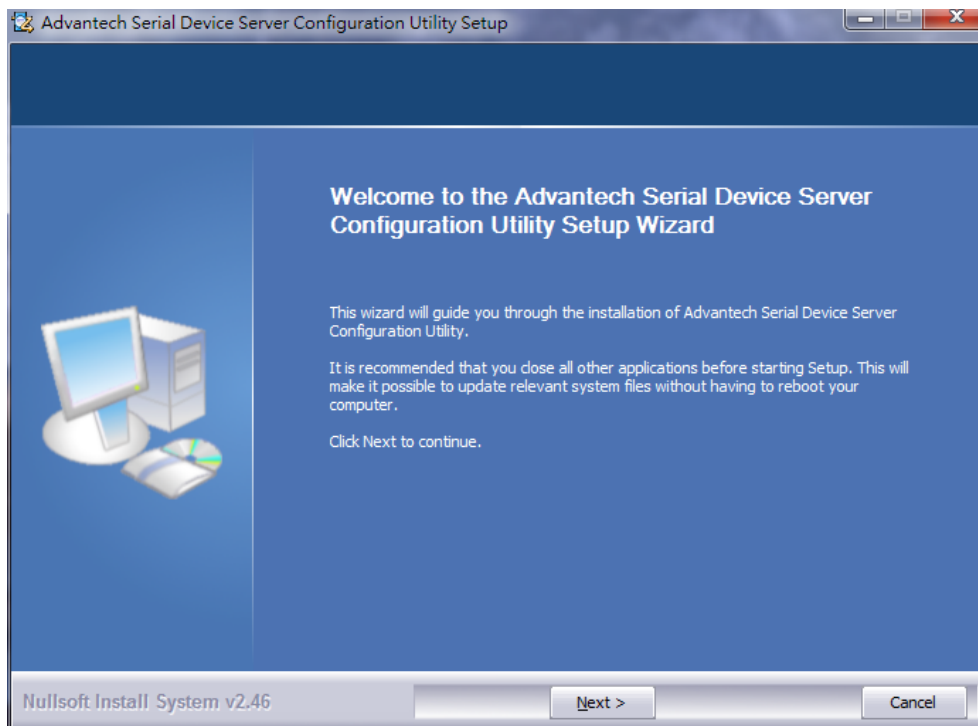 Advantech Serial Device Server Configuration Utility Setup
Welcome to the Advantech Serial Device Server
Configuration Utility Setup Wizard
This wizard will guide you through the installation of Advantech Serial Device Server
Configuration Utility.
It is recommended that you close all other applications before starting Setup. This will
make it possible to update relevant system files without having to reboot your
computer.
Click Next to continue.
Nullsoft Install System v2.46
Next >
Cancel